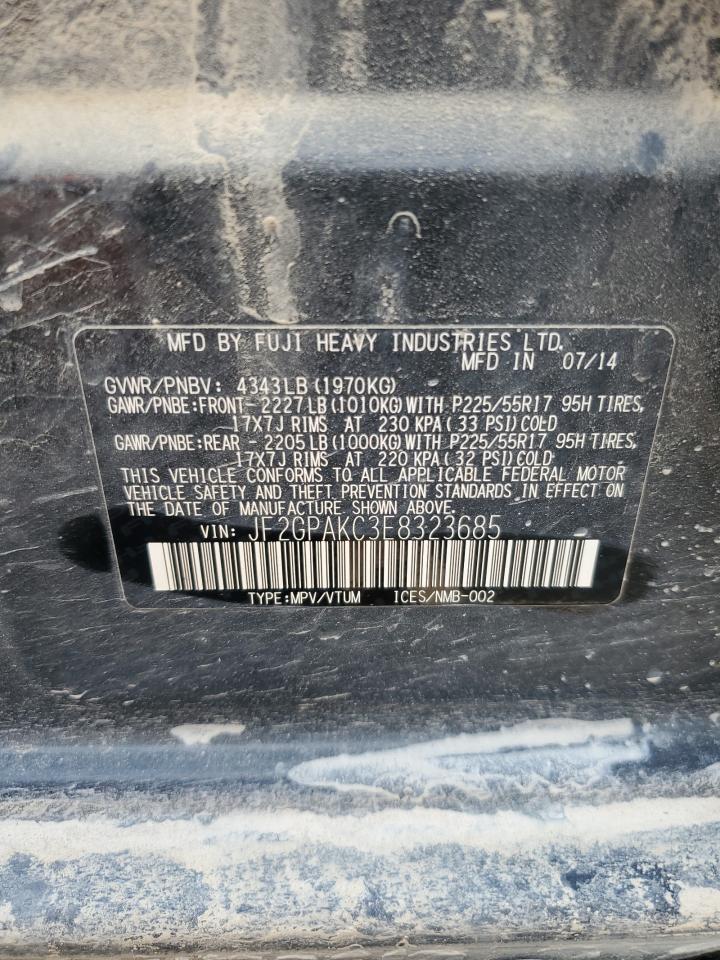 MFD BY FUJI HEAVY INDUSTRIES LTD.
MFD IN 07/14
GVWR/PNBV: 4343LB(1970KG)
GAWR/PNBE:FRONT-2227LB(1010KG)WITH P225/55R17 95H TIRES,
17X7J RIMS AT 230 KPA(33 PSI)COLD
GAWR/PNBE:REAR -2205LB(1000KG)WITH P225/55R17 95H TIRES,
17X7J RIMS AT 220 KPA(32 PSI)COLD
THIS VEHICLE CONFORMS TO ALL APPLICABLE FEDERAL MOTOR
VEHICLE SAFETY AND THEFT PREVENTION STANDARDS IN EFFECT ON
THE DATE OF MANUFACTURE SHOWN ABOVE.
VIN: JF2GPAKC3E8323685
TYPE:MPV/VTUM ICES/NMB-002